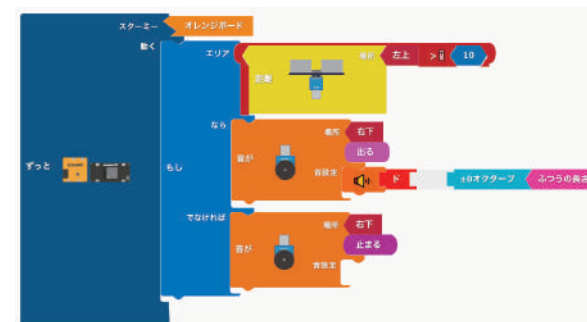 スクーミー オレンジボード
動く エリア 場所 左上 > 10
距離
なら 場所 右下
出る
ずっと もし 音が 音設定 ド ±0オクターブ ふつうの長さ
でなければ 場所 右下
音が 止まる
音設定